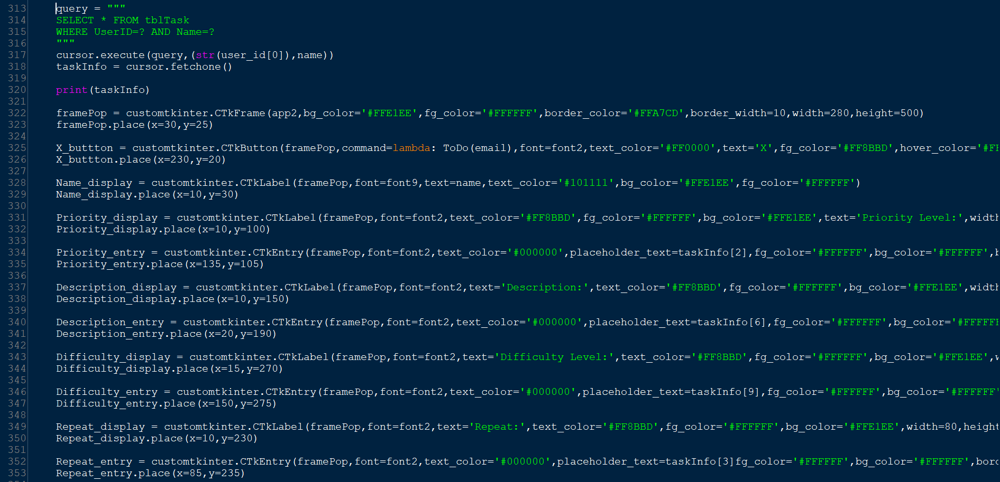 313 query = """
314 SELECT * FROM tblTask
315 WHERE UserID=? AND Name=?
316 """
317 cursor.execute(query,(str(user_id[0]),name))
318 taskInfo = cursor.fetchone()
319
320 print(taskInfo)
321
322 framePop = customtkinter.CTkFrame(app2,bg_color='#FFE1EE',fg_color='#FFFFFF',border_color='#FFA7CD',border_width=10,width=280,height=500)
323 framePop.place(x=30,y=25)
324
325 X_buttton = customtkinter.CTkButton(framePop,command=lambda: ToDo(email),font=font2,text_color='#FF0000',text='X',fg_color='#FF8BBD',hover_color='#FF
326 X_buttton.place(x=230,y=20)
327
328 Name_display = customtkinter.CTkLabel(framePop,font=font9,text=name,text_color='#101111',bg_color='#FFE1EE',fg_color='#FFFFFF')
329 Name_display.place(x=10,y=30)
330
331 Priority_display = customtkinter.CTkLabel(framePop,font=font2,text_color='#FF8BBD',fg_color='#FFFFFF',bg_color='#FFE1EE',text='Priority Level:',width
332 Priority_display.place(x=10,y=100)
333
334 Priority_entry = customtkinter.CTkEntry(framePop,font=font2,text_color='#000000',placeholder_text=taskInfo[2],fg_color='#FFFFFF',bg_color='#FFFFFF',b
335 Priority_entry.place(x=135,y=105)
336
337 Description_display = customtkinter.CTkLabel(framePop,font=font2,text='Description:',text_color='#FF8BBD',fg_color='#FFFFFF',bg_color='#FFE1EE',width
338 Description_display.place(x=10,y=150)
339
340 Description_entry = customtkinter.CTkEntry(framePop,font=font2,text_color='#000000',placeholder_text=taskInfo[6],fg_color='#FFFFFF',bg_color='#FFFFFF
341 Description_entry.place(x=20,y=190)
342
343 Difficulty_display = customtkinter.CTkLabel(framePop,font=font2,text='Difficulty Level:',text_color='#FF8BBD',fg_color='#FFFFFF',bg_color='#FFE1EE',w
344 Difficulty_display.place(x=15,y=270)
345
346 Difficulty_entry = customtkinter.CTkEntry(framePop,font=font2,text_color='#000000',placeholder_text=taskInfo[9],fg_color='#FFFFFF',bg_color='#FFFFFF'
347 Difficulty_entry.place(x=150,y=275)
348
349 Repeat_display = customtkinter.CTkLabel(framePop,font=font2,text='Repeat:',text_color='#FF8BBD',fg_color='#FFFFFF',bg_color='#FFE1EE',width=80,height
350 Repeat_display.place(x=10,y=230)
351
352 Repeat_entry = customtkinter.CTkEntry(framePop,font=font2,text_color='#000000',placeholder_text=taskInfo[3]fg_color='#FFFFFF',bg_color='#FFFFFF',bord
353 Repeat_entry.place(x=85,y=235)